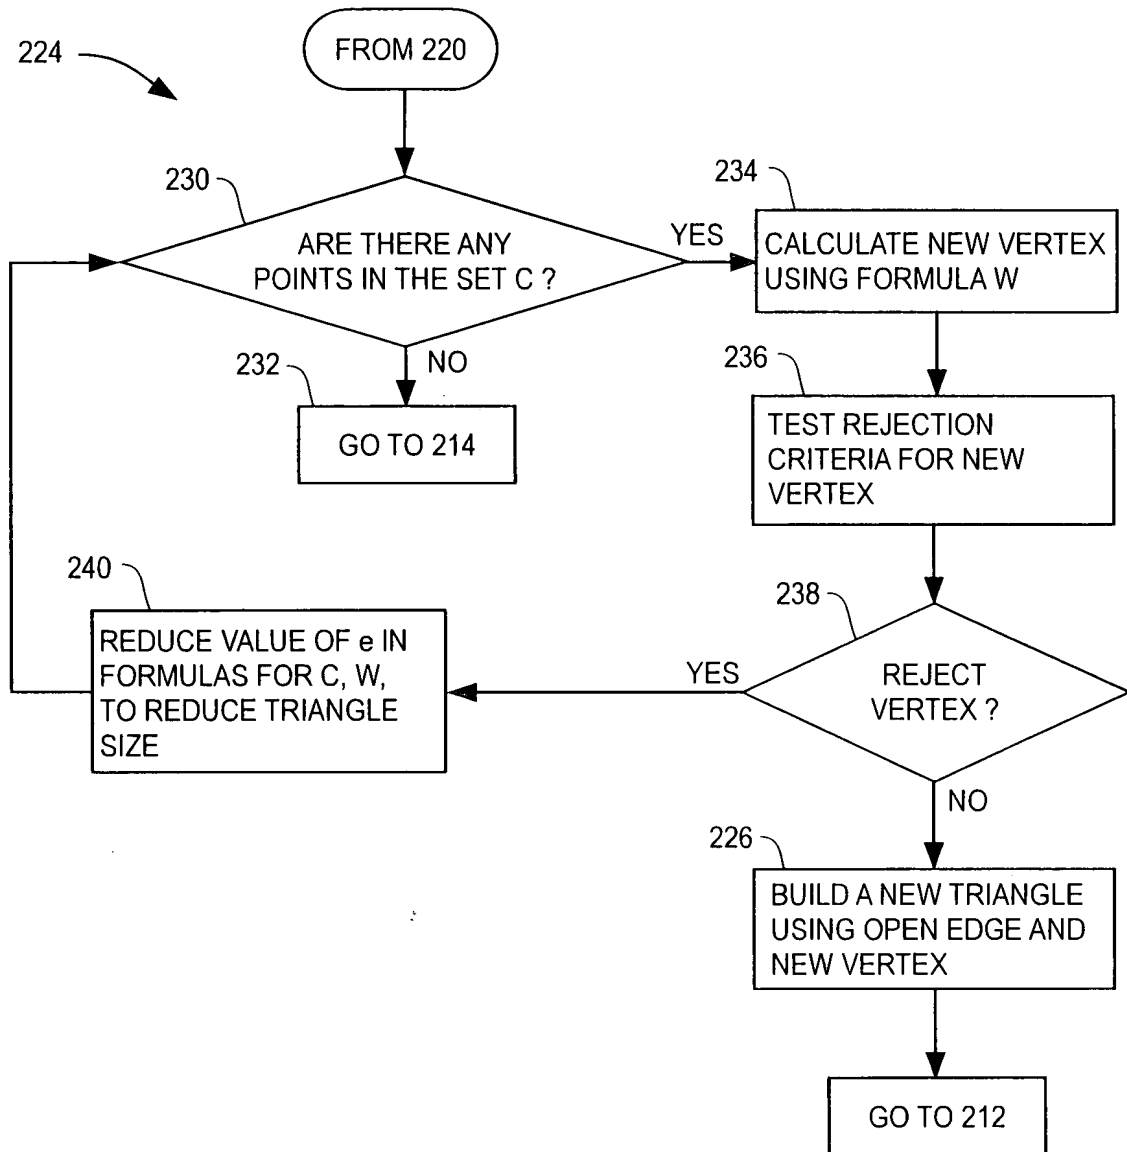 224
FROM 220
230
ARE THERE ANY
POINTS IN THE SET C ?
YES
234
CALCULATE NEW VERTEX
USING FORMULA W
NO
232
GO TO 214
236
TEST REJECTION
CRITERIA FOR NEW
VERTEX
238
REJECT
VERTEX ?
YES
240
REDUCE VALUE OF e IN
FORMULAS FOR C, W,
TO REDUCE TRIANGLE
SIZE
NO
226
BUILD A NEW TRIANGLE
USING OPEN EDGE AND
NEW VERTEX
GO TO 212